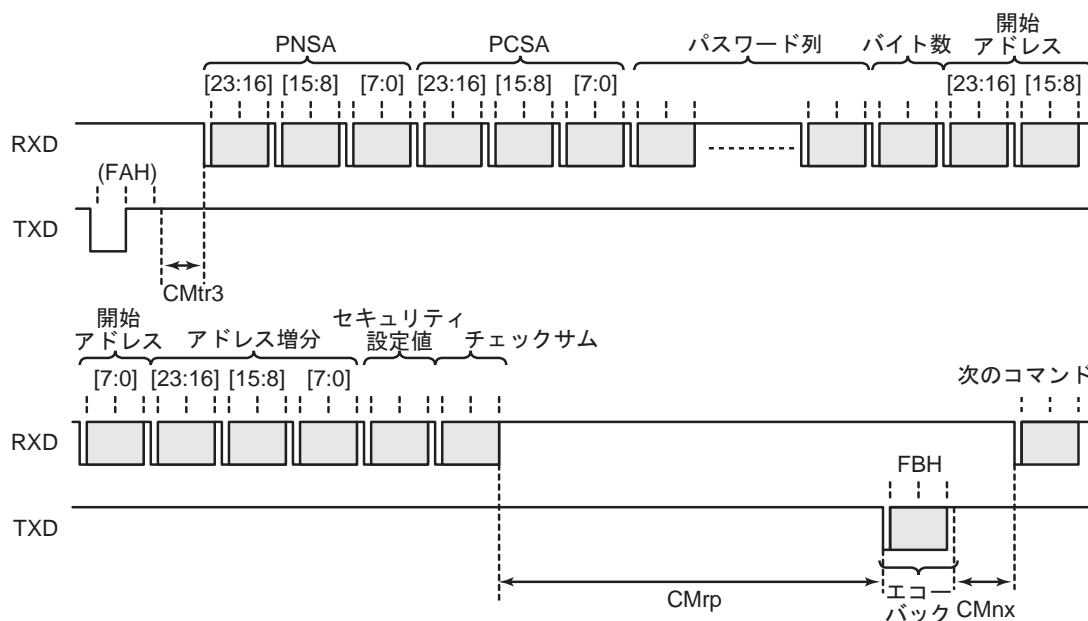 PNSA PCSA パスワード列 バイト数 開始
アドレス
[23:16] [15:8] [7:0] [23:16] [15:8] [7:0] [23:16] [15:8]
RXD
(FAH)
TXD
CMtr3
開始
アドレス アドレス増分 セキュリティ
設定値 チェックサム
[7:0] [23:16] [15:8] [7:0] 次のコマンド
RXD
FBH
TXD
CMrp エコー
バック CMnx